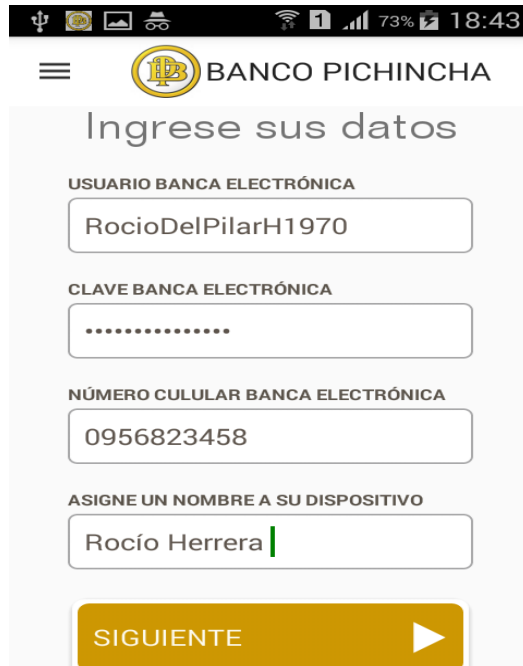 1 73% 18:43
BANCO PICHINCHA
Ingrese sus datos
USUARIO BANCA ELECTRÓNICA
RocioDelPilarH1970
CLAVE BANCA ELECTRÓNICA
•••••••••••••••
NÚMERO CULULAR BANCA ELECTRÓNICA
0956823458
ASIGNE UN NOMBRE A SU DISPOSITIVO
Rocío Herrera
SIGUIENTE